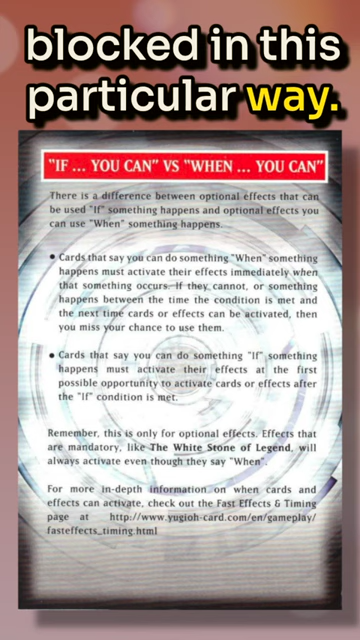 blocked in this
particular way.
"IF ... YOU CAN" VS "WHEN ... YOU CAN"
There is a difference between optional effects that can
be used "If" something happens and optional effects you
can use "When" something happens.
• Cards that say you can do something "When" something
happens must activate their effects immediately when
that something occurs. If they cannot, or something
happens between the time the condition is met and
the next time cards or effects can be activated, then
you miss your chance to use them.
• Cards that say you can do something "If" something
happens must activate their effects at the first
possible opportunity to activate cards or effects after
the "If" condition is met.
Remember, this is only for optional effects. Effects that
are mandatory, like The White Stone of Legend, will
always activate even though they say "When".
For more in-depth information on when cards and
effects can activate, check out the Fast Effects & Timing
page at http://www.yugioh-card.com/en/gameplay/
fasteffects_timing.html